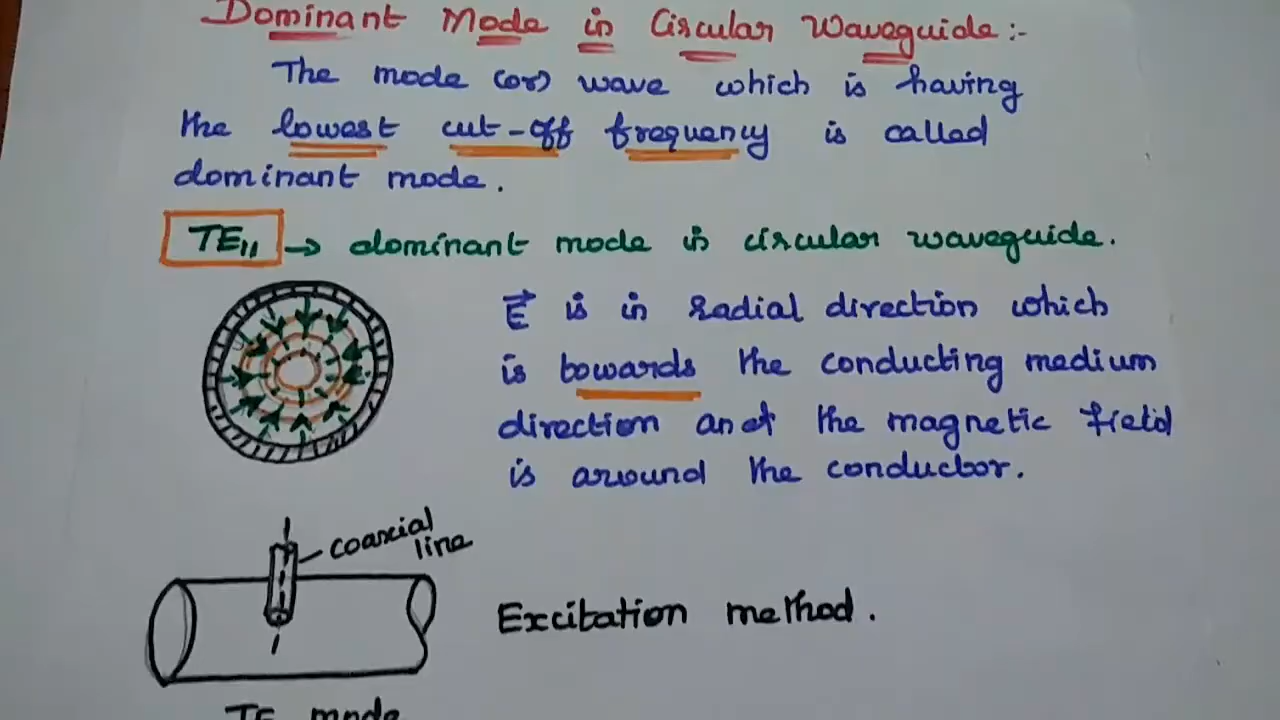 Dominant Mode in Circular Waveguide:-
The mode (or) wave which is having
the lowest cut-off frequency is called
dominant mode.
TE₁₁ → dominant mode in circular waveguide.
E⃗ is in radial direction which
is towards the conducting medium
direction and the magnetic field
is around the conductor.
coaxial
line
Excitation method.
TE mode